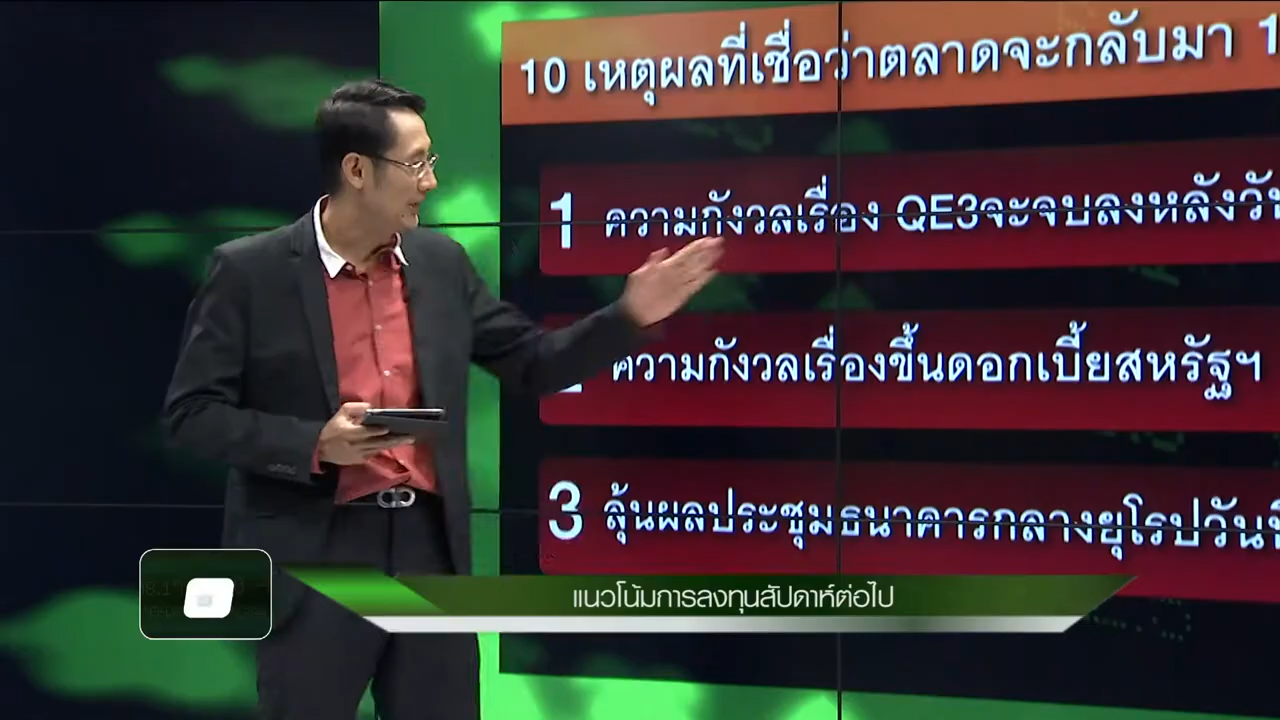 10 เหตุผลที่เชื่อว่าตลาดจะกลับมา 1
1 ความกังวลเรื่อง QE3จะจบลงหลังวัน
2 ความกังวลเรื่องขึ้นดอกเบี้ยสหรัฐฯ
3 ลุ้นผลประชุมธนาคารกลางยุโรปวันที่
แนวโน้มการลงทุนสัปดาห์ต่อไป